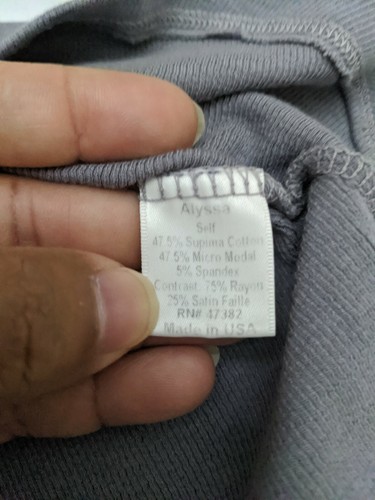 Alyssa
Self
47.5% Supima Cotton
47.5% Micro Modal
5% Spandex
Contrast: 75% Rayon
25% Satin Faille
RN# 47382
Made in USA